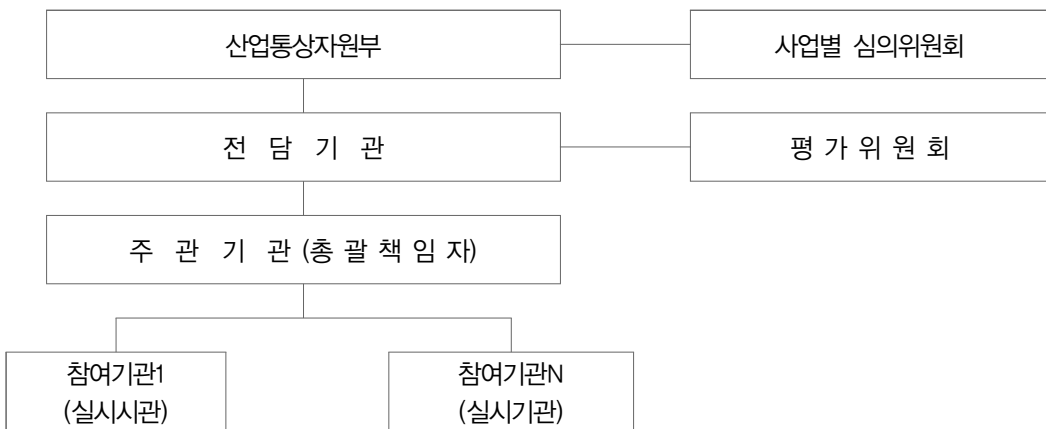 산업통상자원부
사업별 심의위원회
전 담 기 관
평 가 위 원 회
주 관 기 관 (총 괄 책 임 자)
참여기관1
(실시시관)
참여기관N
(실시기관)